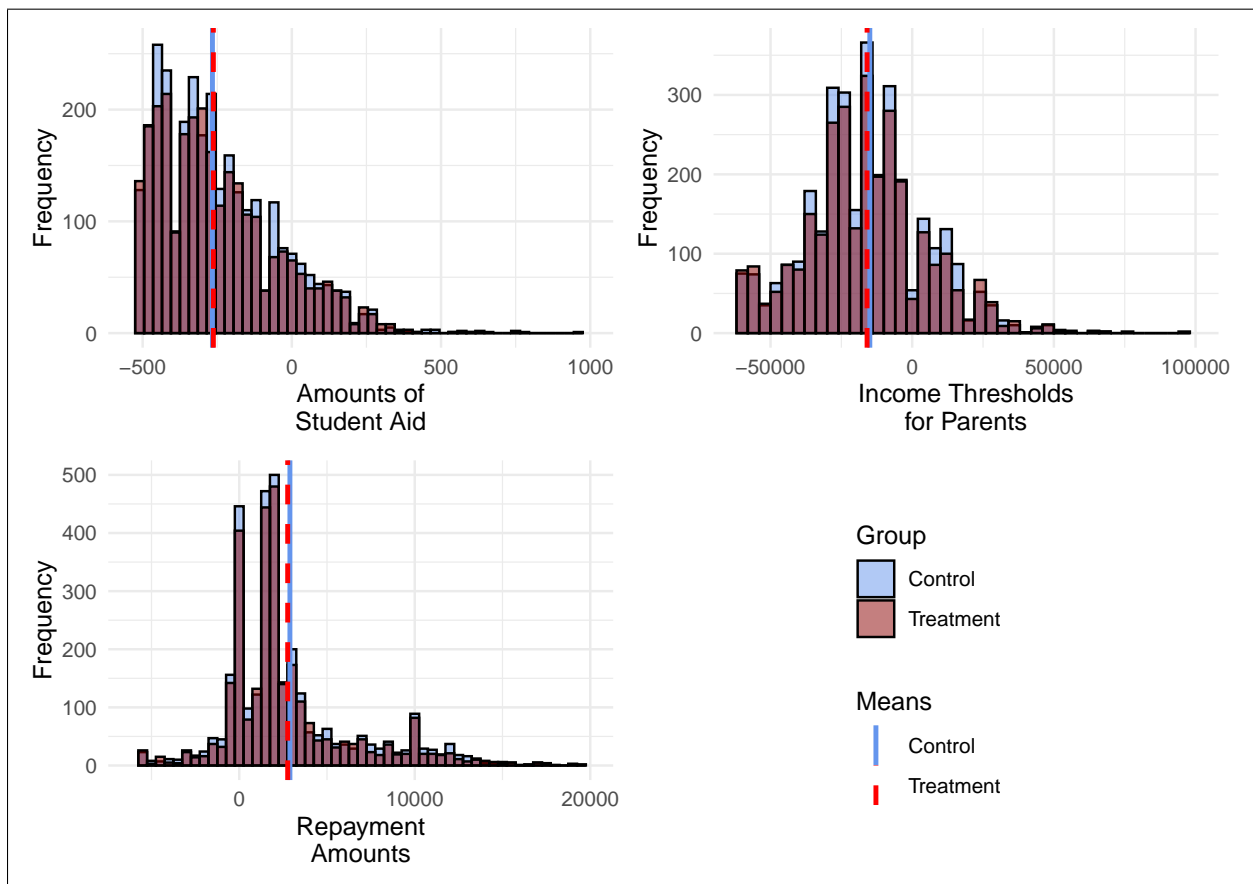 Frequency
200
100
0
−500
0
500
1000
Amounts of
Student Aid
Frequency
300
200
100
0
−50000
0
50000
100000
Income Thresholds
for Parents
Frequency
500
400
300
200
100
0
0
10000
20000
Repayment
Amounts
Group
Control
Treatment
Means
Control
Treatment